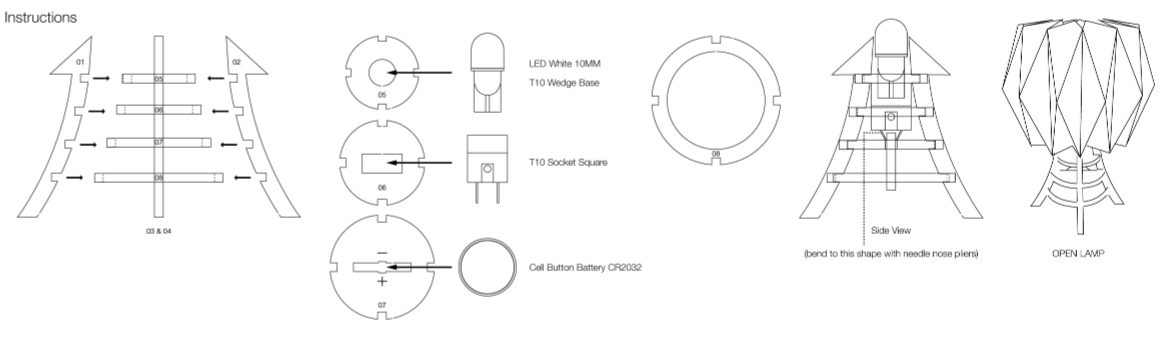 Instructions
01
02
05
06
07
08
03 & 04
05
LED White 10MM
T10 Wedge Base
06
T10 Socket Square
−
+
07
Cell Button Battery CR2032
08
Side View
(bend to this shape with needle nose pliers)
OPEN LAMP